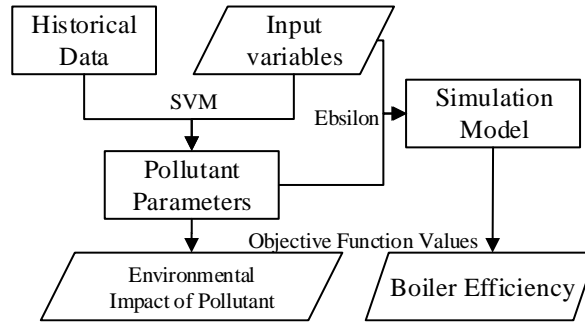 Historical
Data
Input
variables
SVM
Ebsilon
Simulation
Model
Pollutant
Parameters
Objective Function Values
Environmental
Impact of Pollutant
Boiler Efficiency